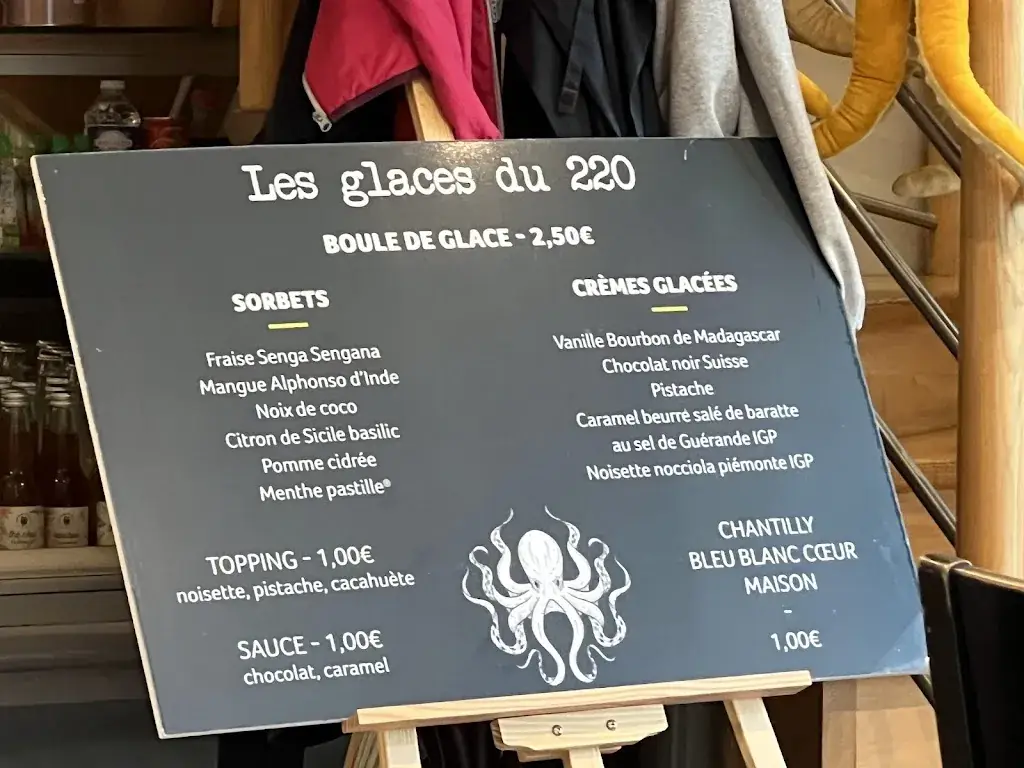 Les glaces du 220
BOULE DE GLACE - 2,50€
SORBETS
Fraise Senga Sengana
Mangue Alphonso d'Inde
Noix de coco
Citron de Sicile basilic
Pomme cidrée
Menthe pastille®
CRÈMES GLACÉES
Vanille Bourbon de Madagascar
Chocolat noir Suisse
Pistache
Caramel beurre salé de baratte
au sel de Guérande IGP
Noisette nocciola piémonte IGP
TOPPING - 1,00€
noisette, pistache, cacahuète
SAUCE - 1,00€
chocolat, caramel
CHANTILLY
BLEU BLANC CŒUR
MAISON
-
1,00€